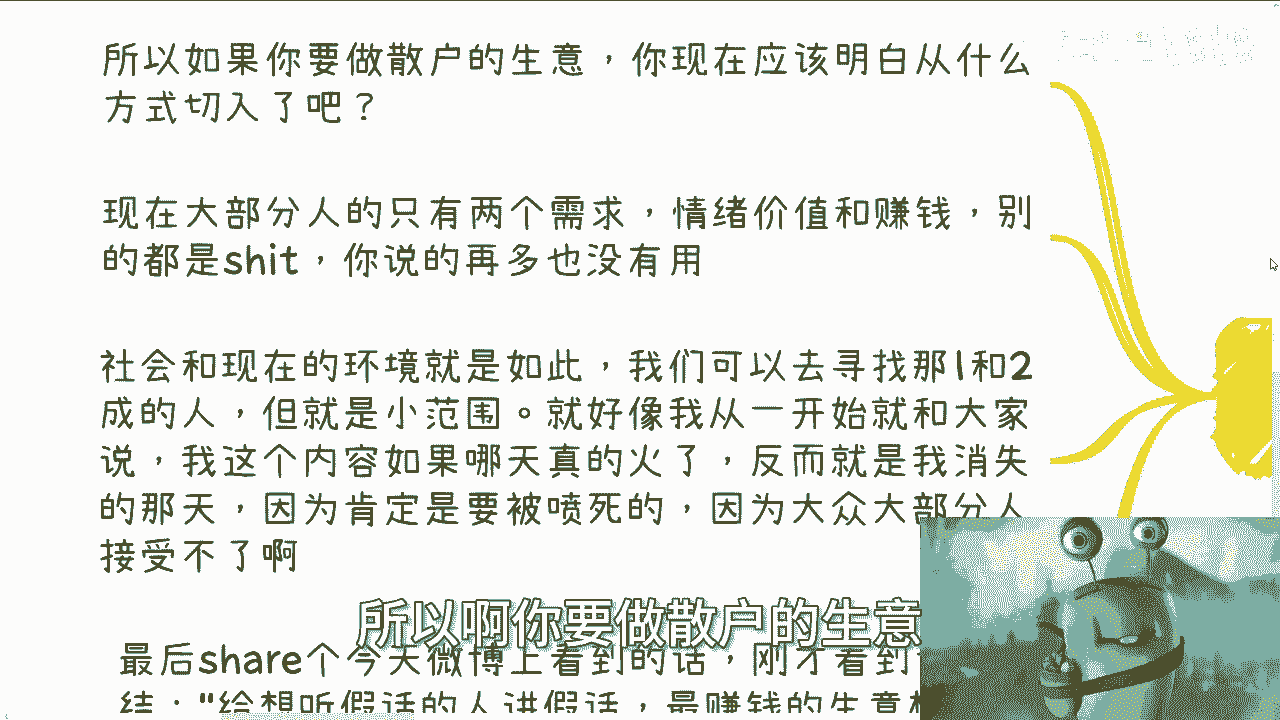 所以如果你要做散户的生意，你现在应该明白从什么
方式切入了吧？
现在大部分人的只有两个需求，情绪价值和赚钱，别
的都是shit，你说的再多也没有用
社会和现在的环境就是如此，我们可以去寻找那1和2
成的人，但就是小范围。就好像我从一开始就和大家
说，我这个内容如果哪天真的火了，反而就是我消失
的那天，因为肯定是要被喷死的，因为大众大部分人
接受不了啊
所以啊你要做散户的生意
最后share个今天微博上看到的话，刚才看到
结："给想听假话的人讲假话，最赚钱的生意